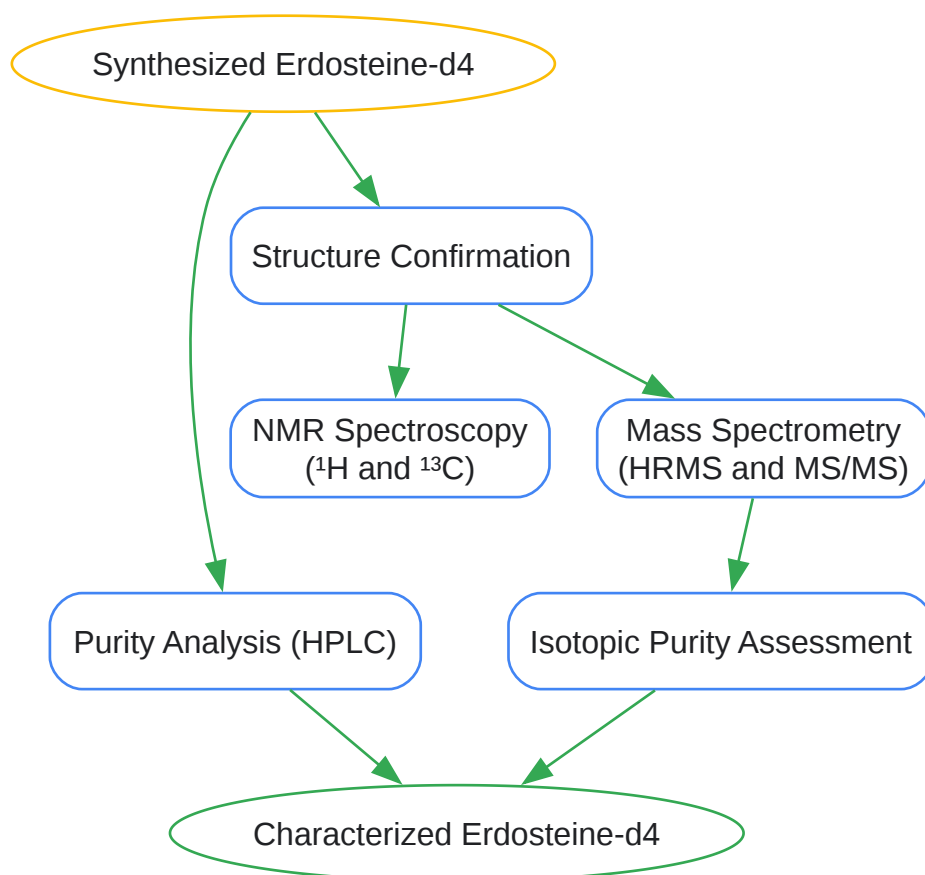 Synthesized Erdosteine-d4
Structure Confirmation
NMR Spectroscopy
(¹H and ¹³C)
Mass Spectrometry
(HRMS and MS/MS)
Purity Analysis (HPLC)
Isotopic Purity Assessment
Characterized Erdosteine-d4